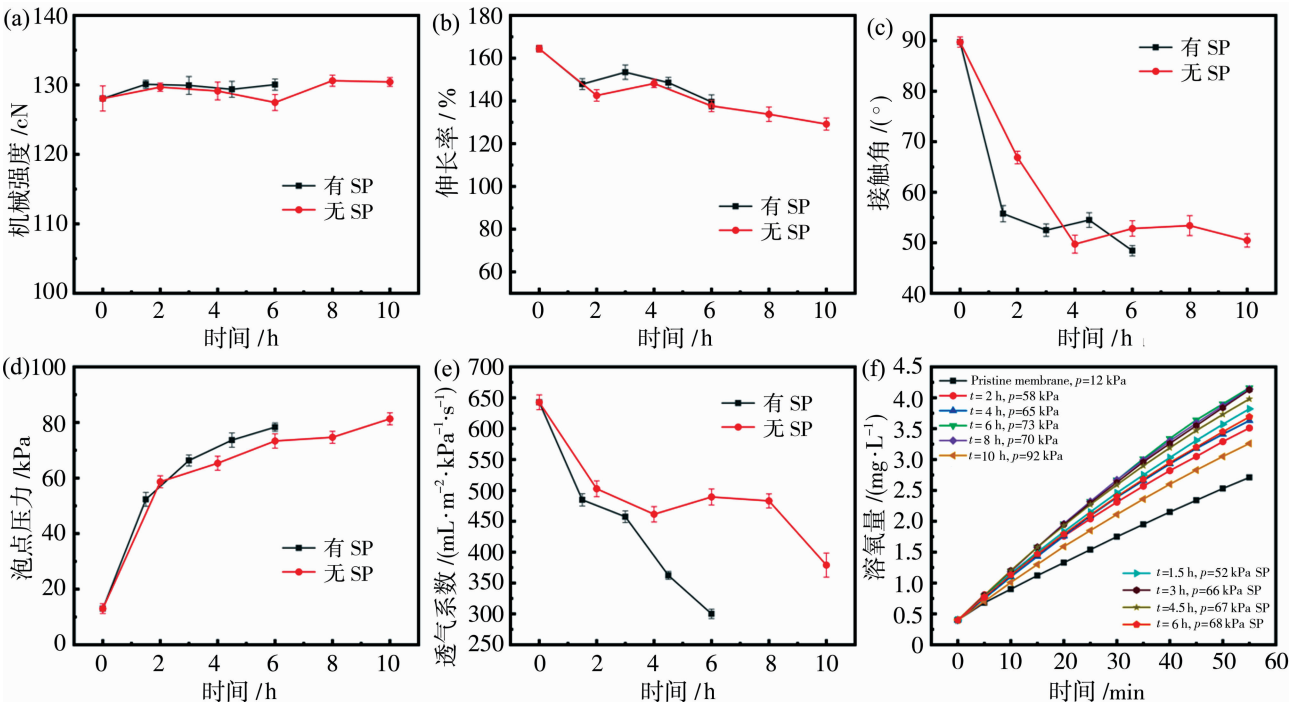 (a)
140
130
120
110
100
机械强度 /cN
有 SP
无 SP
0 2 4 6 8 10
时间 /h
(b)
180
160
140
120
100
80
60
伸长率 / %
有 SP
无 SP
0 2 4 6 8 10
时间 /h
(c)
90
80
70
60
50
40
接触角 /(°)
有 SP
无 SP
0 2 4 6 8 10
时间 /h
(d)
100
80
60
40
20
0
泡点压力 /kPa
有 SP
无 SP
0 2 4 6 8 10
时间 /h
(e)
700
650
600
550
500
450
400
350
300
250
透气系数 /(mL·m⁻²·kPa⁻¹·s⁻¹)
有 SP
无 SP
0 2 4 6 8 10
时间 /h
(f)
4.5
4.0
3.5
3.0
2.5
2.0
1.5
1.0
0.5
0
溶氧量 /(mg·L⁻¹)
Pristine membrane, p=12 kPa
t= 2 h, p=58 kPa
t= 4 h, p=65 kPa
t= 6 h, p=73 kPa
t= 8 h, p=70 kPa
t= 10 h, p=92 kPa
t=1.5 h, p=52 kPa SP
t=3 h, p=66 kPa SP
t=4.5 h, p=67 kPa SP
t= 6 h, p=68 kPa SP
0 10 20 30 40 50 60
时间 /min